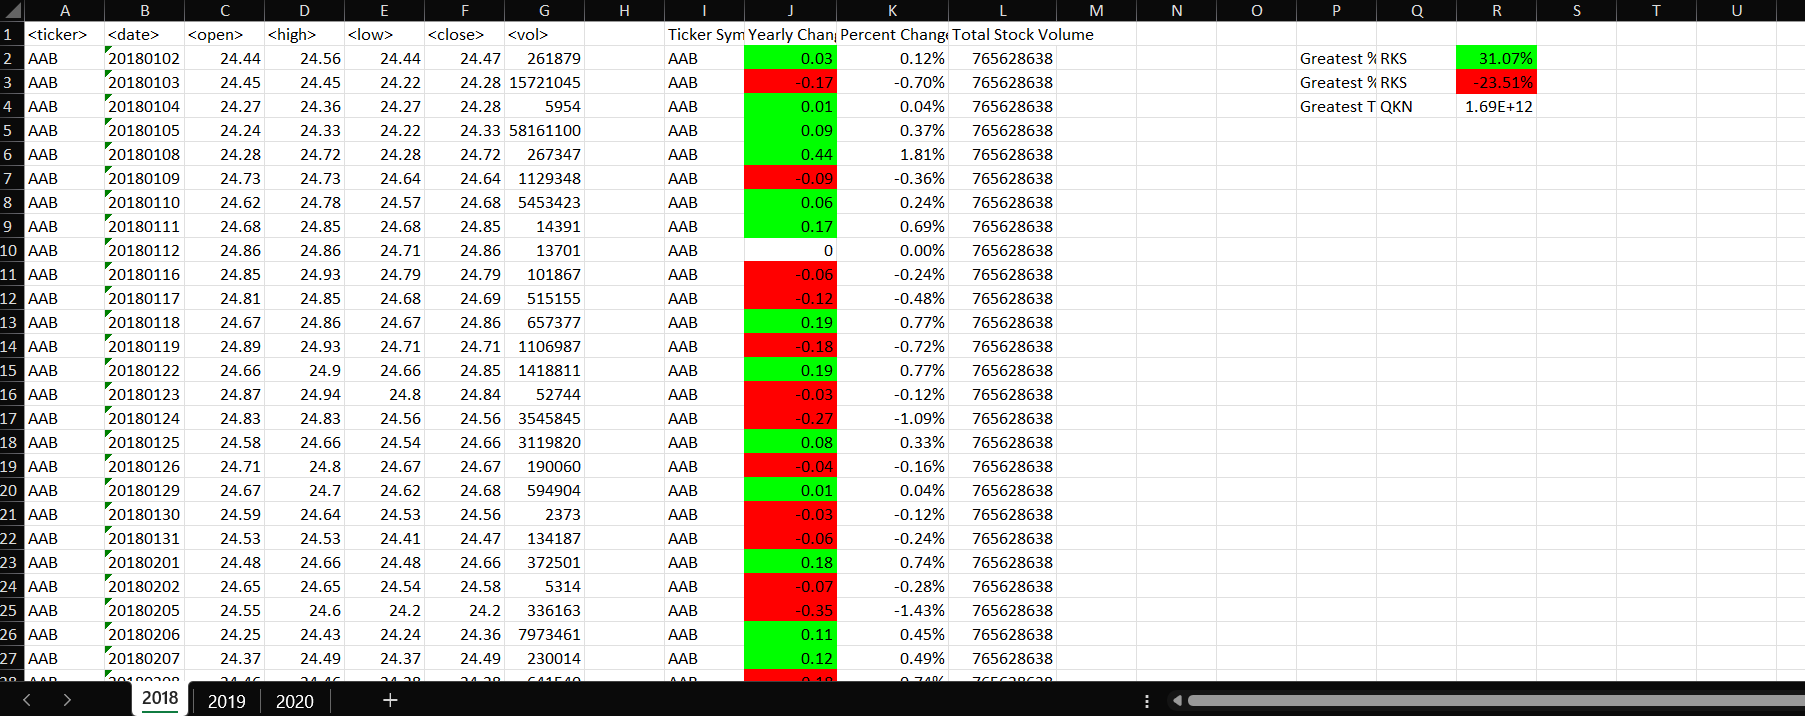 A B C D E F G H I J K L M N O P Q R S T U
1 <ticker> <date> <open> <high> <low> <close> <vol> Ticker Sym Yearly Chan Percent Change Total Stock Volume
2 AAB 20180102 24.44 24.56 24.44 24.47 261879 AAB 0.03 0.12% 765628638 Greatest % RKS 31.07%
3 AAB 20180103 24.45 24.45 24.22 24.28 15721045 AAB -0.17 -0.70% 765628638 Greatest % RKS -23.51%
4 AAB 20180104 24.27 24.36 24.27 24.28 5954 AAB 0.01 0.04% 765628638 Greatest T QKN 1.69E+12
5 AAB 20180105 24.24 24.33 24.22 24.33 58161100 AAB 0.09 0.37% 765628638
6 AAB 20180108 24.28 24.72 24.28 24.72 267347 AAB 0.44 1.81% 765628638
7 AAB 20180109 24.73 24.73 24.64 24.64 1129348 AAB -0.09 -0.36% 765628638
8 AAB 20180110 24.62 24.78 24.57 24.68 5453423 AAB 0.06 0.24% 765628638
9 AAB 20180111 24.68 24.85 24.68 24.85 14391 AAB 0.17 0.69% 765628638
10 AAB 20180112 24.86 24.86 24.71 24.86 13701 AAB 0 0.00% 765628638
11 AAB 20180116 24.85 24.93 24.79 24.79 101867 AAB -0.06 -0.24% 765628638
12 AAB 20180117 24.81 24.85 24.68 24.69 515155 AAB -0.12 -0.48% 765628638
13 AAB 20180118 24.67 24.86 24.67 24.86 657377 AAB 0.19 0.77% 765628638
14 AAB 20180119 24.89 24.93 24.71 24.71 1106987 AAB -0.18 -0.72% 765628638
15 AAB 20180122 24.66 24.9 24.66 24.85 1418811 AAB 0.19 0.77% 765628638
16 AAB 20180123 24.87 24.94 24.8 24.84 52744 AAB -0.03 -0.12% 765628638
17 AAB 20180124 24.83 24.83 24.56 24.56 3545845 AAB -0.27 -1.09% 765628638
18 AAB 20180125 24.58 24.66 24.54 24.66 3119820 AAB 0.08 0.33% 765628638
19 AAB 20180126 24.71 24.8 24.67 24.67 190060 AAB -0.04 -0.16% 765628638
20 AAB 20180129 24.67 24.7 24.62 24.68 594904 AAB 0.01 0.04% 765628638
21 AAB 20180130 24.59 24.64 24.53 24.56 2373 AAB -0.03 -0.12% 765628638
22 AAB 20180131 24.53 24.53 24.41 24.47 134187 AAB -0.06 -0.24% 765628638
23 AAB 20180201 24.48 24.66 24.48 24.66 372501 AAB 0.18 0.74% 765628638
24 AAB 20180202 24.65 24.65 24.54 24.58 5314 AAB -0.07 -0.28% 765628638
25 AAB 20180205 24.55 24.6 24.2 24.2 336163 AAB -0.35 -1.43% 765628638
26 AAB 20180206 24.25 24.43 24.24 24.36 7973461 AAB 0.11 0.45% 765628638
27 AAB 20180207 24.37 24.49 24.37 24.49 230014 AAB 0.12 0.49% 765628638
2018 2019 2020